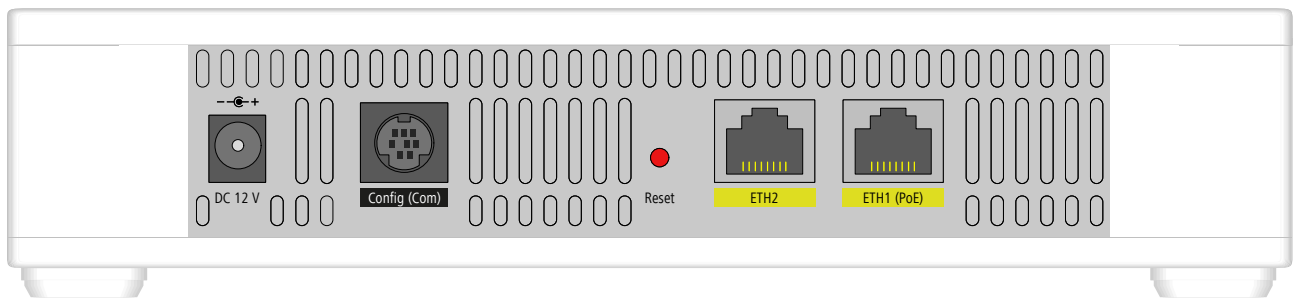 DC 12 V
Config (Com)
Reset
ETH2
ETH1 (PoE)